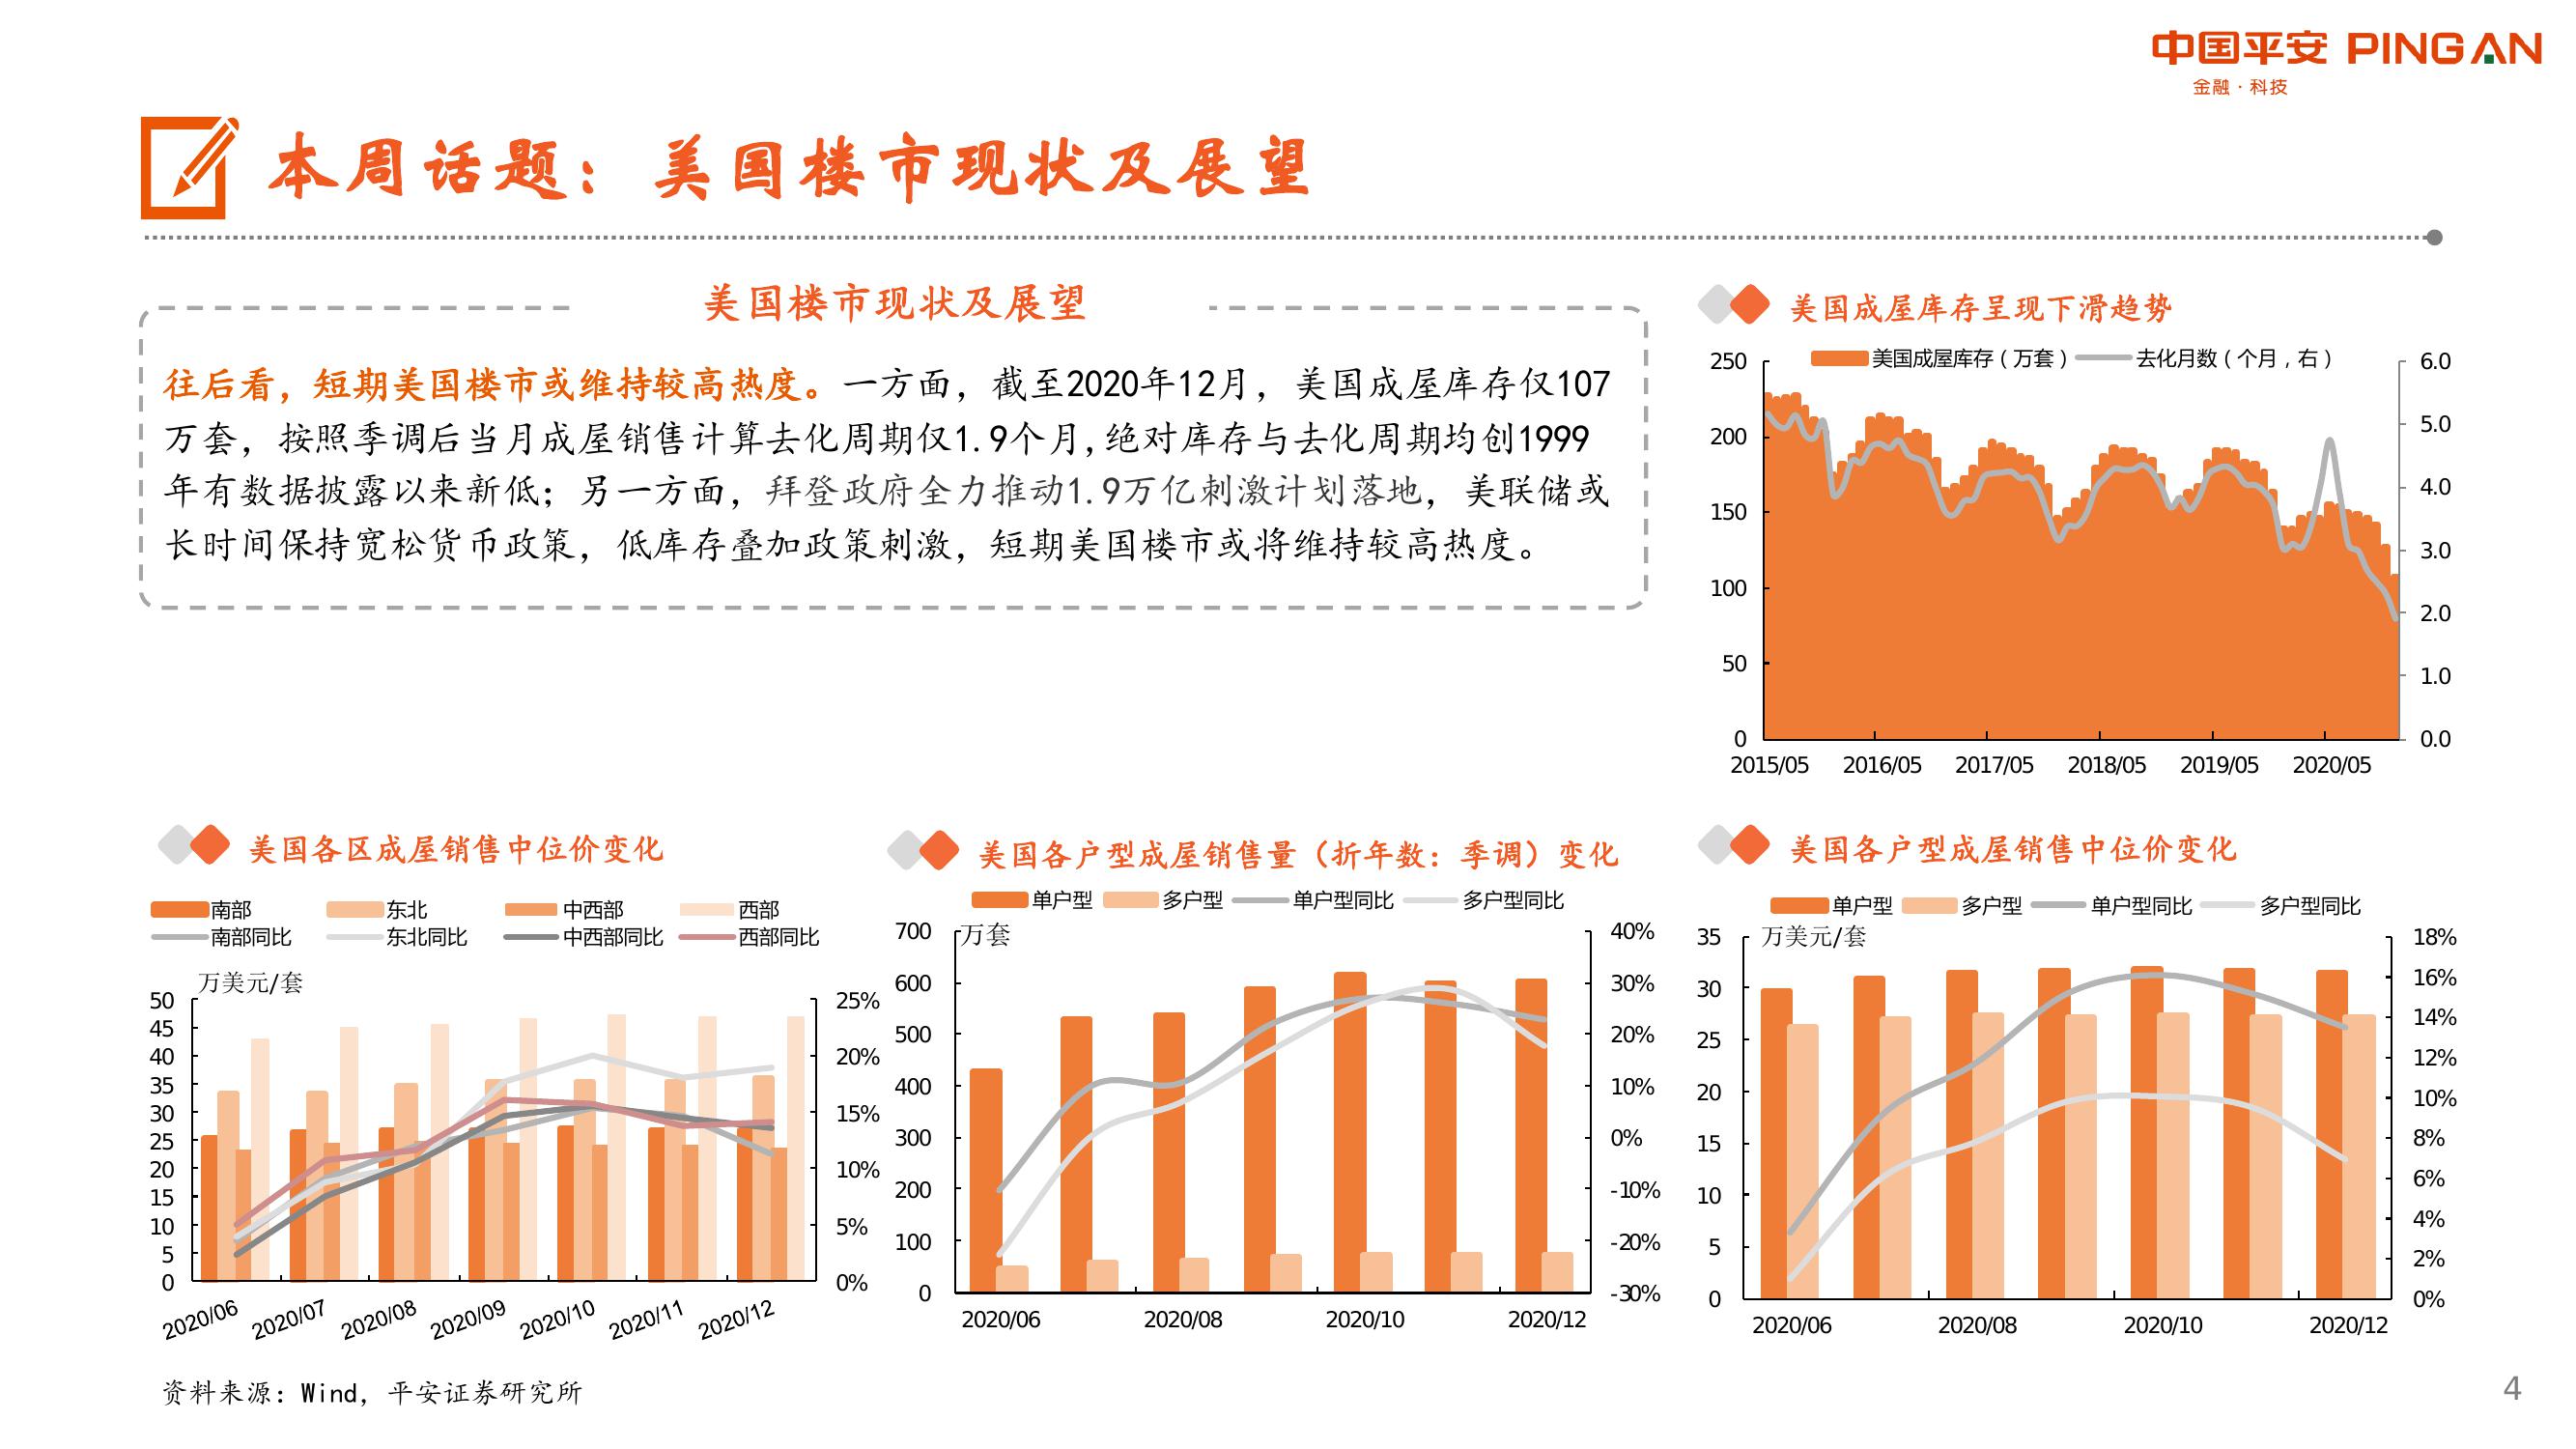 中国平安 PINGAN
金融·科技
本周话题：美国楼市现状及展望
美国楼市现状及展望
往后看，短期美国楼市或维持较高热度。一方面，截至2020年12月，美国成屋库存仅107
万套，按照季调后当月成屋销售计算去化周期仅1.9个月,绝对库存与去化周期均创1999
年有数据披露以来新低；另一方面，拜登政府全力推动1.9万亿刺激计划落地，美联储或
长时间保持宽松货币政策，低库存叠加政策刺激，短期美国楼市或将维持较高热度。
美国成屋库存呈现下滑趋势
美国成屋库存（万套） 去化月数（个月，右）
250
200
150
100
50
0
6.0
5.0
4.0
3.0
2.0
1.0
0.0
2015/05 2016/05 2017/05 2018/05 2019/05 2020/05
美国各区成屋销售中位价变化
南部 东北 中西部 西部
南部同比 东北同比 中西部同比 西部同比
万美元/套
50
45
40
35
30
25
20
15
10
5
0
25%
20%
15%
10%
5%
0%
2020/06 2020/07 2020/08 2020/09 2020/10 2020/11 2020/12
美国各户型成屋销售量（折年数：季调）变化
单户型 多户型 单户型同比 多户型同比
万套
700
600
500
400
300
200
100
0
40%
30%
20%
10%
0%
-10%
-20%
-30%
2020/06 2020/08 2020/10 2020/12
美国各户型成屋销售中位价变化
单户型 多户型 单户型同比 多户型同比
万美元/套
35
30
25
20
15
10
5
0
18%
16%
14%
12%
10%
8%
6%
4%
2%
0%
2020/06 2020/08 2020/10 2020/12
资料来源：Wind，平安证券研究所
4